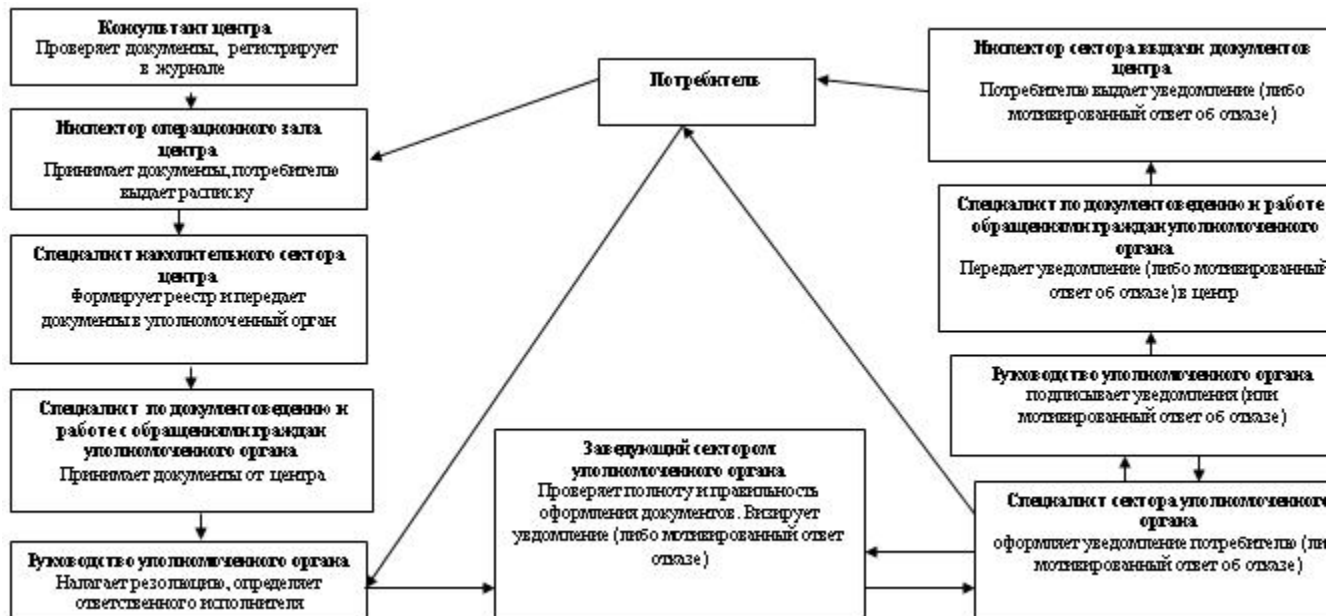 Консультант центра
Проверяет документы, регистрирует
в журнале
Инспектор операционного зала
центра
Принимает документы, потребителю
выдает расписку
Специалист накопительного сектора
центра
Формирует реестр и передает
документы в уполномоченный орган
Специалист по документоведению и
работе с обращениями граждан
уполномоченного органа
Принимает документы от центра
Руководство уполномоченного органа
Налагает резолюцию, определяет
ответственного исполнителя
Потребитель
Заведующий сектором
уполномоченного органа
Проверяет полноту и правильность
оформления документов. Визирует
уведомление (либо мотивированный ответ
отказе)
Инспектор сектора выдачи документов
центра
Потребителю выдает уведомление (либо
мотивированный ответ об отказе)
Специалист по документоведению и работе
обращениями граждан уполномоченного
органа
Передает уведомление (либо мотивированный
ответ об отказе) в центр
Руководство уполномоченного органа
подписывает уведомления (или
мотивированный ответ об отказе)
Специалист сектора уполномоченного
органа
оформляет уведомление потребителю (ли
мотивированный ответ об отказе)